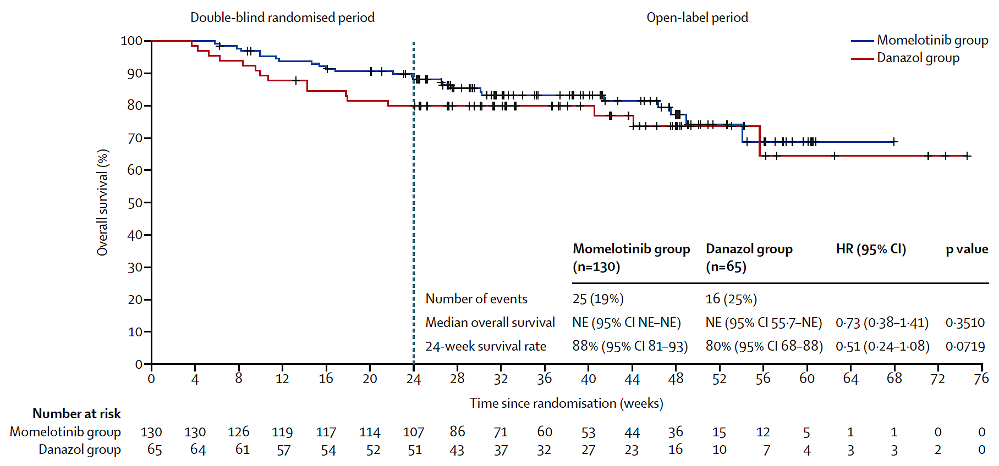 Double-blind randomised period
Open-label period
Momelotinib group
Danazol group
Overall survival (%)
100
90
80
70
60
50
40
30
20
10
0
Momelotinib group (n=130) Danazol group (n=65) HR (95% CI) p value
Number of events 25 (19%) 16 (25%)
Median overall survival NE (95% CI NE–NE) NE (95% CI 55·7–NE) 0·73 (0·38–1·41) 0·3510
24-week survival rate 88% (95% CI 81–93) 80% (95% CI 68–88) 0·51 (0·24–1·08) 0·0719
0 4 8 12 16 20 24 28 32 36 40 44 48 52 56 60 64 68 72 76
Time since randomisation (weeks)
Number at risk
Momelotinib group 130 130 126 119 117 114 107 86 71 60 53 44 36 15 12 5 1 1 0 0
Danazol group 65 64 61 57 54 52 51 43 37 32 27 23 16 10 7 4 3 3 2 0